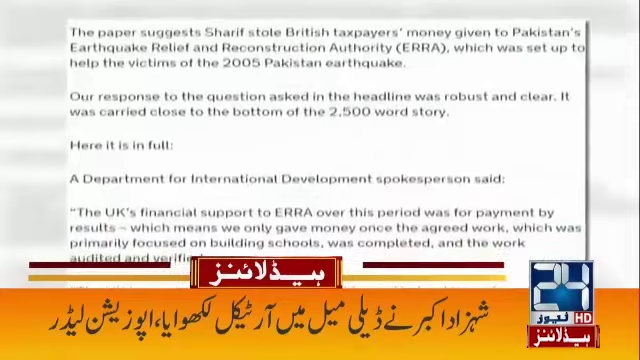 The paper suggests Sharif stole British taxpayers' money given to Pakistan's
Earthquake Relief and Reconstruction Authority (ERRA), which was set up to
help the victims of the 2005 Pakistan earthquake.
Our response to the question asked in the headline was robust and clear. It
was carried close to the bottom of the 2,500 word story.
Here it is in full:
A Department for International Development spokesperson said:
"The UK's financial support to ERRA over this period was for payment by
results – which means we only gave money once the agreed work, which was
primarily focused on building schools, was completed, and the work
audited and
ہیڈلائنز
شہزاد اکبر نے ڈیلی میل میں آرٹیکل لکھوایا، اپوزیشن لیڈر
24
نیوز HD
ہیڈلائنز